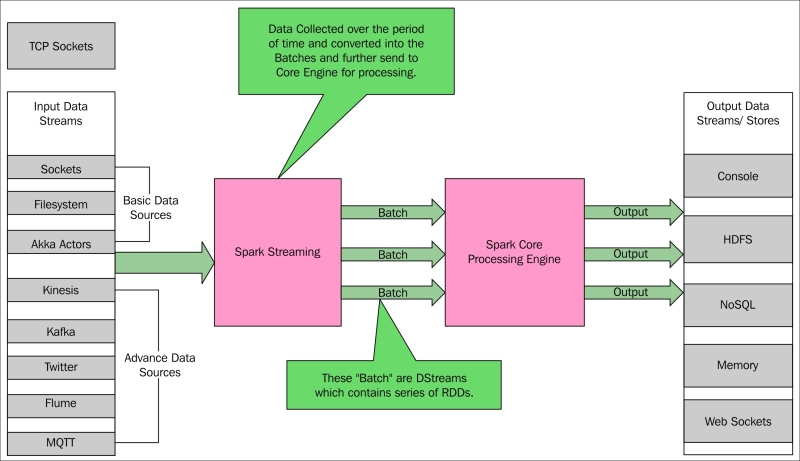 TCP Sockets
Input Data
Streams
Sockets
Filesystem
Akka Actors
Kinesis
Kafka
Twitter
Flume
MQTT
Basic Data
Sources
Advance Data
Sources
Data Collected over the period
of time and converted into the
Batches and further send to
Core Engine for processing.
Spark Streaming
Batch
Batch
Batch
These "Batch" are DStreams
which contains series of RDDs.
Spark Core
Processing Engine
Output
Output
Output
Output Data
Streams/ Stores
Console
HDFS
NoSQL
Memory
Web Sockets